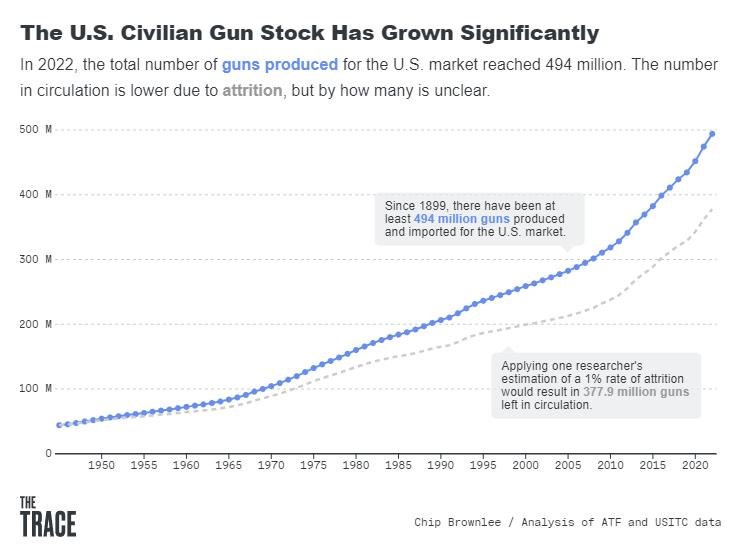 The U.S. Civilian Gun Stock Has Grown Significantly
In 2022, the total number of guns produced for the U.S. market reached 494 million. The number
in circulation is lower due to attrition, but by how many is unclear.
500 M
400 M
300 M
200 M
100 M
0
Since 1899, there have been at
least 494 million guns produced
and imported for the U.S. market.
Applying one researcher's
estimation of a 1% rate of attrition
would result in 377.9 million guns
left in circulation.
1950 1955 1960 1965 1970 1975 1980 1985 1990 1995 2000 2005 2010 2015 2020
THE
TRACE
Chip Brownlee / Analysis of ATF and USITC data